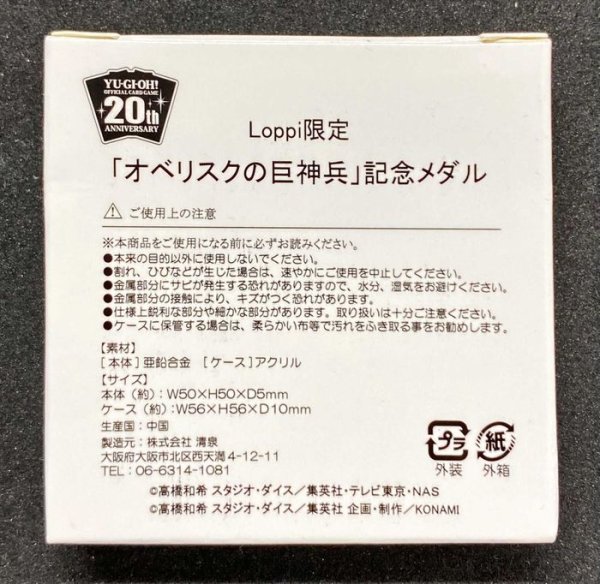 YU-GI-OH!
OFFICIAL CARD GAME
20th
ANNIVERSARY
Loppi限定
「オベリスクの巨神兵」記念メダル
ご使用上の注意
※本商品をご使用になる前に必ずお読みください。
●本来の目的以外に使用しないでください。
●割れ、ひびなどが生じた場合は、速やかにご使用を中止してください。
●金属部分にサビが発生する恐れがありますので、水分、湿気をお避けください。
●金属部分の接触により、キズがつく恐れがあります。
●仕様上鋭利な部分や細かな部分があります。取り扱いは十分ご注意ください。
●ケースに保管する場合は、柔らかい布等で汚れをふき取る事をお勧めします。
【素材】
[本体] 亜鉛合金 [ケース] アクリル
【サイズ】
本体（約）：W50×H50×D5mm
ケース（約）：W56×H56×D10mm
生産国：中国
製造元：株式会社 清泉
大阪府大阪市北区西天満4-12-11
TEL：06-6314-1081
プラ
外装
紙
外箱
©高橋和希 スタジオ・ダイス／集英社・テレビ東京・NAS
©高橋和希 スタジオ・ダイス／集英社 企画・制作／KONAMI